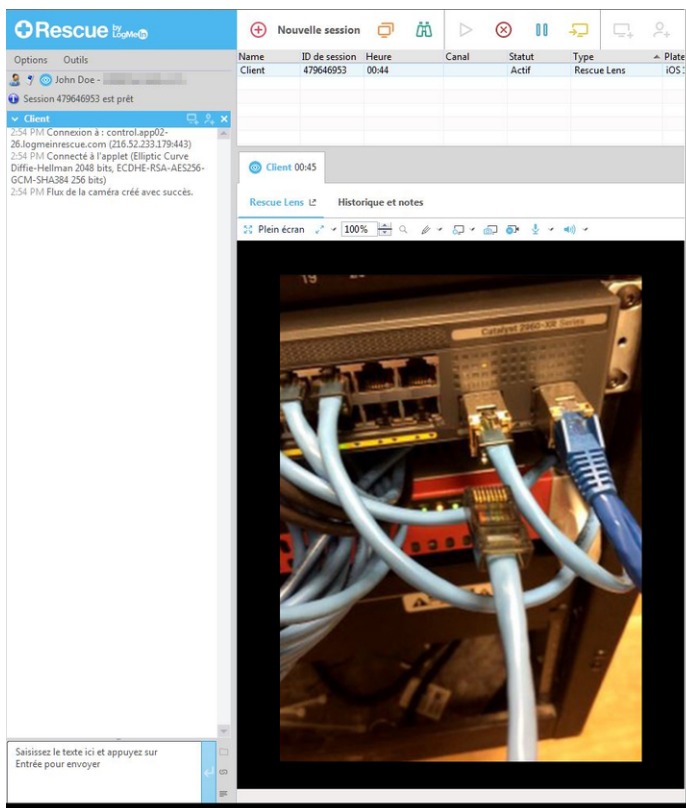 Rescue by LogMeIn
Nouvelle session
Options Outils
John Doe -
Session 479646953 est prêt
Client
2:54 PM Connexion à : control.app02-
26.logmeinrescue.com (216.52.233.179:443)
2:54 PM Connecté à l'applet (Elliptic Curve
Diffie-Hellman 2048 bits, ECDHE-RSA-AES256-
GCM-SHA384 256 bits)
2:54 PM Flux de la caméra créé avec succès.
Saisissez le texte ici et appuyez sur
Entrée pour envoyer
Name ID de session Heure Canal Statut Type Plate
Client 479646953 00:44 Actif Rescue Lens iOS
Client 00:45
Rescue Lens Historique et notes
Plein écran 100%
19
Catalyst 2960-XR Series